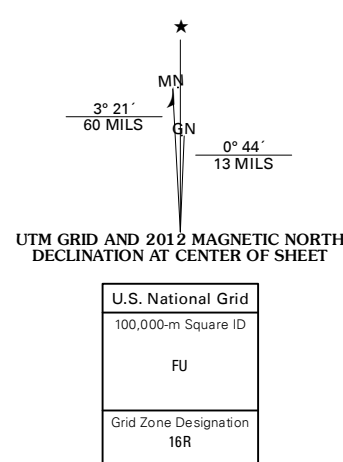 ★
MN
3° 21´
60 MILS
GN
0° 44´
13 MILS
UTM GRID AND 2012 MAGNETIC NORTH
DECLINATION AT CENTER OF SHEET
U.S. National Grid
100,000-m Square ID
FU
Grid Zone Designation
16R